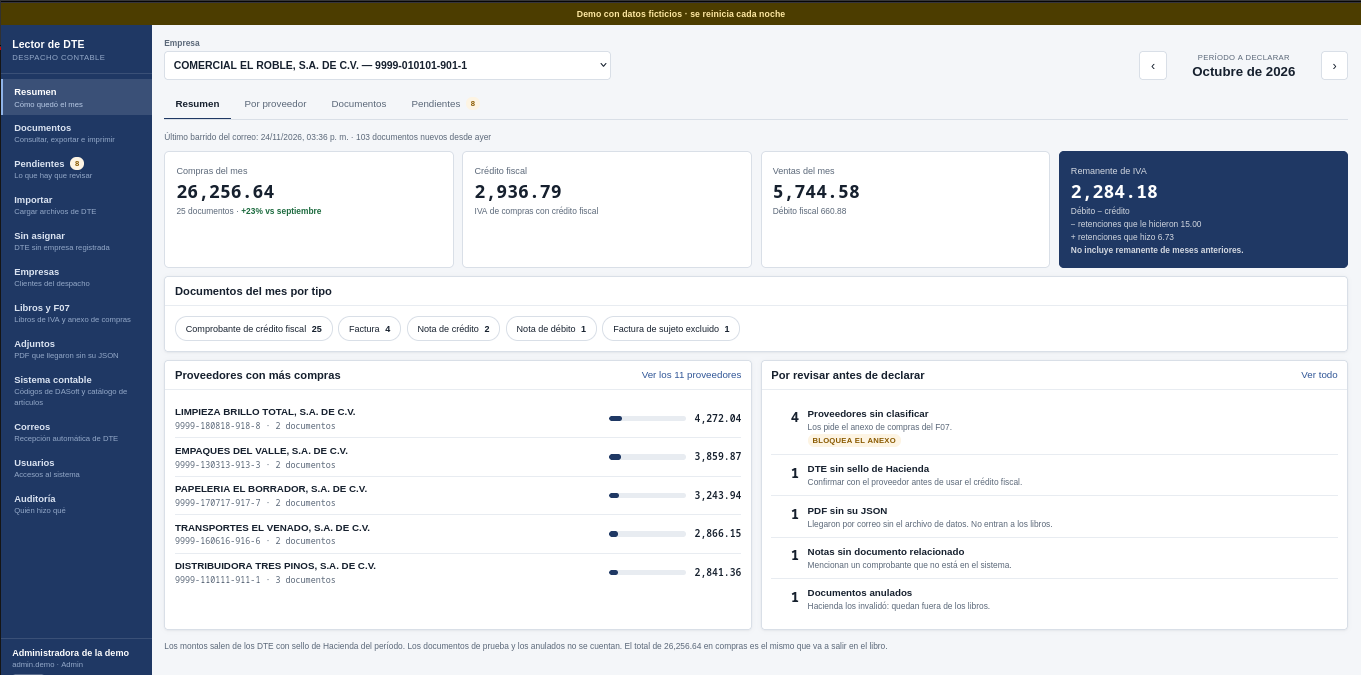 Demo con datos ficticios · se reinicia cada noche
Lector de DTE
DESPACHO CONTABLE
Resumen
Cómo quedó el mes
Documentos
Consultar, exportar e imprimir
Pendientes 8
Lo que hay que revisar
Importar
Cargar archivos de DTE
Sin asignar
DTE sin empresa registrada
Empresas
Clientes del despacho
Libros y F07
Libros de IVA y anexo de compras
Adjuntos
PDF que llegaron sin su JSON
Sistema contable
Códigos de DASoft y catálogo de
artículos
Correos
Recepción automática de DTE
Usuarios
Accesos al sistema
Auditoría
Quién hizo qué
Administradora de la demo
admin.demo · Admin
Empresa
COMERCIAL EL ROBLE, S.A. DE C.V. — 9999-010101-901-1
‹
PERÍODO A DECLARAR
Octubre de 2026
›
Resumen Por proveedor Documentos Pendientes 8
Último barrido del correo: 24/11/2026, 03:36 p. m. · 103 documentos nuevos desde ayer
Compras del mes
26,256.64
25 documentos · +23% vs septiembre
Crédito fiscal
2,936.79
IVA de compras con crédito fiscal
Ventas del mes
5,744.58
Débito fiscal 660.88
Remanente de IVA
2,284.18
Débito − crédito
− retenciones que le hicieron 15.00
+ retenciones que hizo 6.73
No incluye remanente de meses anteriores.
Documentos del mes por tipo
Comprobante de crédito fiscal 25 Factura 4 Nota de crédito 2 Nota de débito 1 Factura de sujeto excluido 1
Proveedores con más compras Ver los 11 proveedores
LIMPIEZA BRILLO TOTAL, S.A. DE C.V.
9999-180818-918-8 · 2 documentos
4,272.04
EMPAQUES DEL VALLE, S.A. DE C.V.
9999-130313-913-3 · 2 documentos
3,859.87
PAPELERIA EL BORRADOR, S.A. DE C.V.
9999-170717-917-7 · 2 documentos
3,243.94
TRANSPORTES EL VENADO, S.A. DE C.V.
9999-160616-916-6 · 2 documentos
2,866.15
DISTRIBUIDORA TRES PINOS, S.A. DE C.V.
9999-110111-911-1 · 3 documentos
2,841.36
Por revisar antes de declarar Ver todo
4 Proveedores sin clasificar
Los pide el anexo de compras del F07.
BLOQUEA EL ANEXO
1 DTE sin sello de Hacienda
Confirmar con el proveedor antes de usar el crédito fiscal.
1 PDF sin su JSON
Llegaron por correo sin el archivo de datos. No entran a los libros.
1 Notas sin documento relacionado
Mencionan un comprobante que no está en el sistema.
1 Documentos anulados
Hacienda los invalidó: quedan fuera de los libros.
Los montos salen de los DTE con sello de Hacienda del período. Los documentos de prueba y los anulados no se cuentan. El total de 26,256.64 en compras es el mismo que va a salir en el libro.